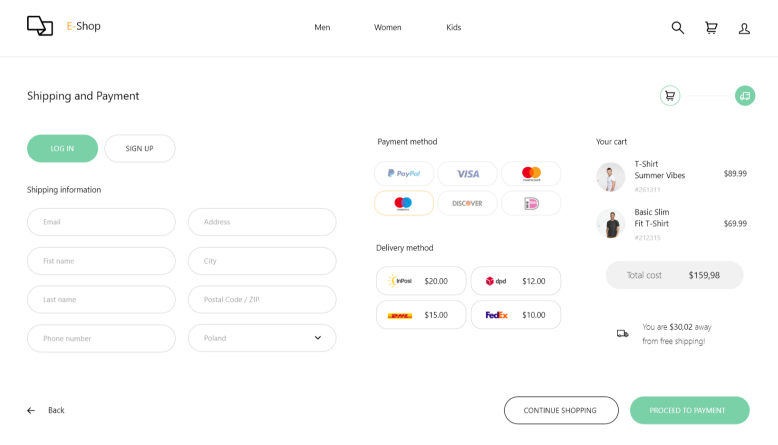 E-Shop
Men
Women
Kids
Shipping and Payment
LOG IN
SIGN UP
Shipping information
Email
Address
Fist name
City
Last name
Postal Code / ZIP
Phone number
Poland
Payment method
PayPal
VISA
DISCOVER
Delivery method
InPost
$20.00
dpd
$12.00
DHL
$15.00
FedEx
$10.00
Your cart
T-Shirt
Summer Vibes
#261311
$89.99
Basic Slim
Fit T-Shirt
#212315
$69.99
Total cost
$159,98
You are $30,02 away
from free shipping!
Back
CONTINUE SHOPPING
PROCEED TO PAYMENT